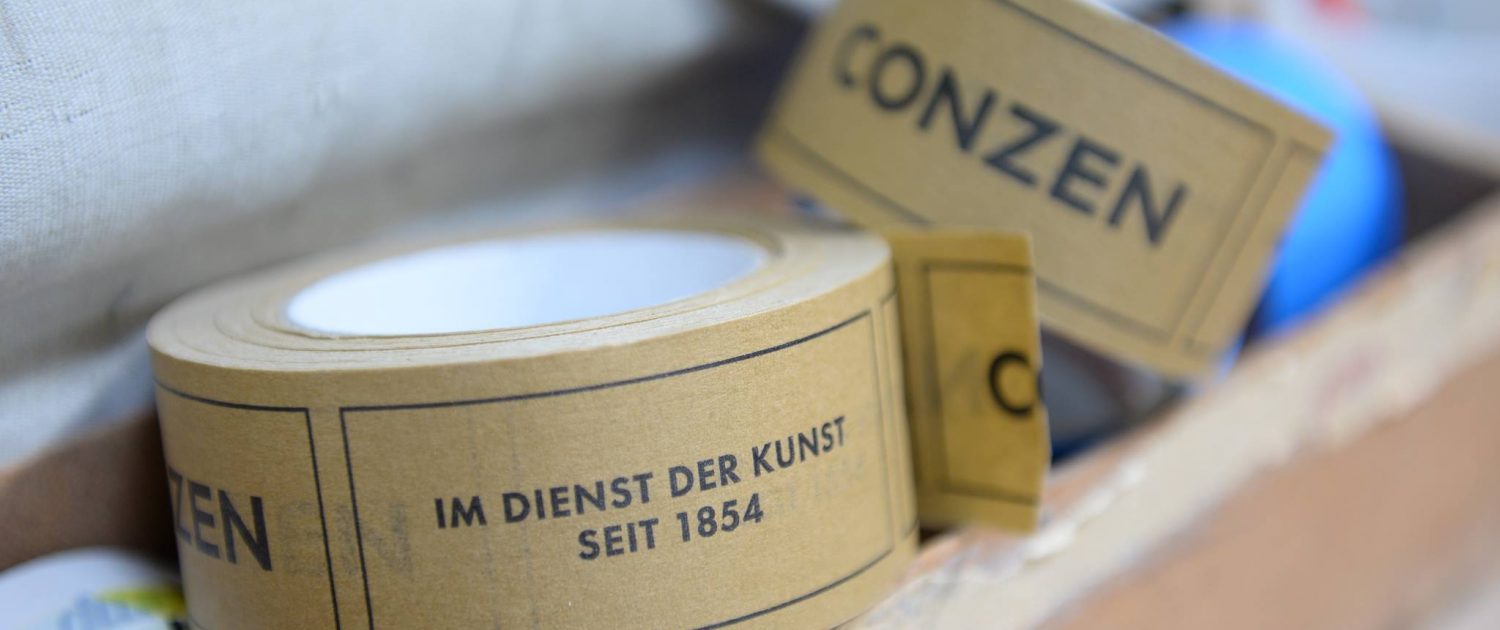 CONZEN
C
ZEN
IM DIENST DER KUNST
SEIT 1854